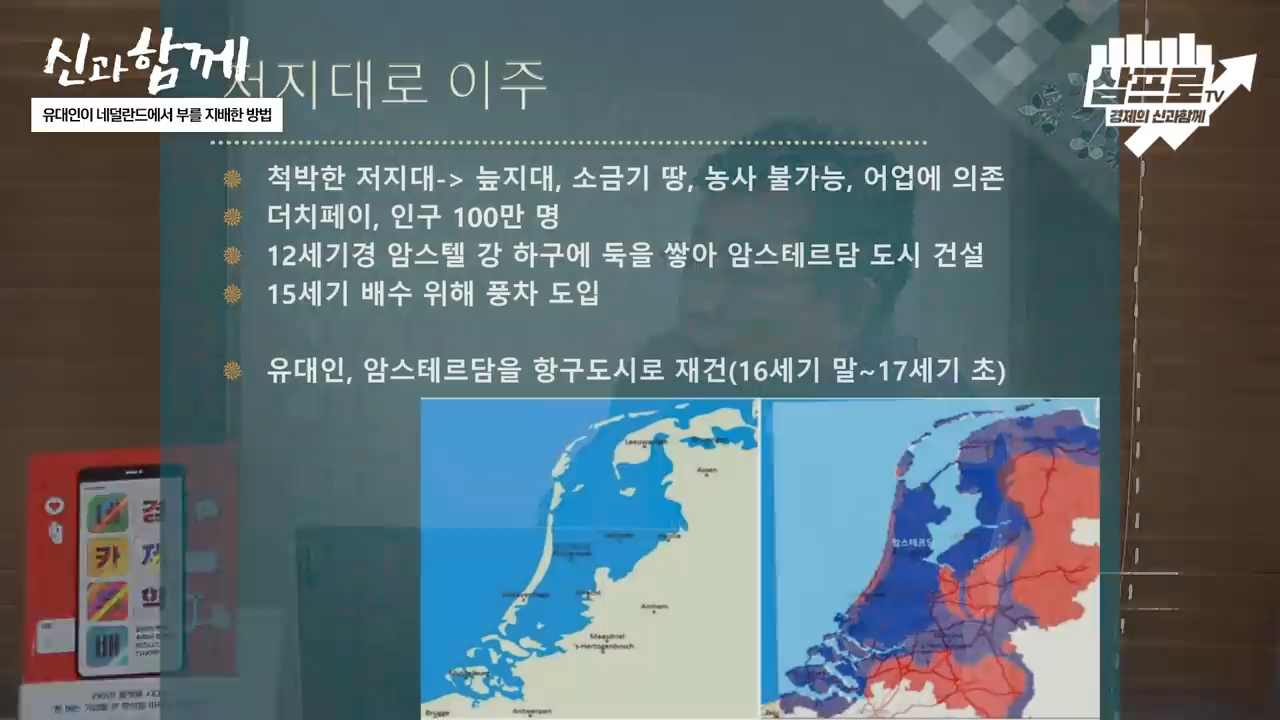 신과함께
유대인이 네덜란드에서 부를 지배한 방법
삼프로TV
경제의 신과함께
저지대로 이주
척박한 저지대-> 늪지대, 소금기 땅, 농사 불가능, 어업에 의존
더치페이, 인구 100만 명
12세기경 암스텔 강 하구에 둑을 쌓아 암스테르담 도시 건설
15세기 배수 위해 풍차 도입
유대인, 암스테르담을 항구도시로 재건(16세기 말~17세기 초)
Assen
암스테르담
Arnhem
Maasdriel
's-Hertogenbosch
Antwerpen
네 경
카 제
배